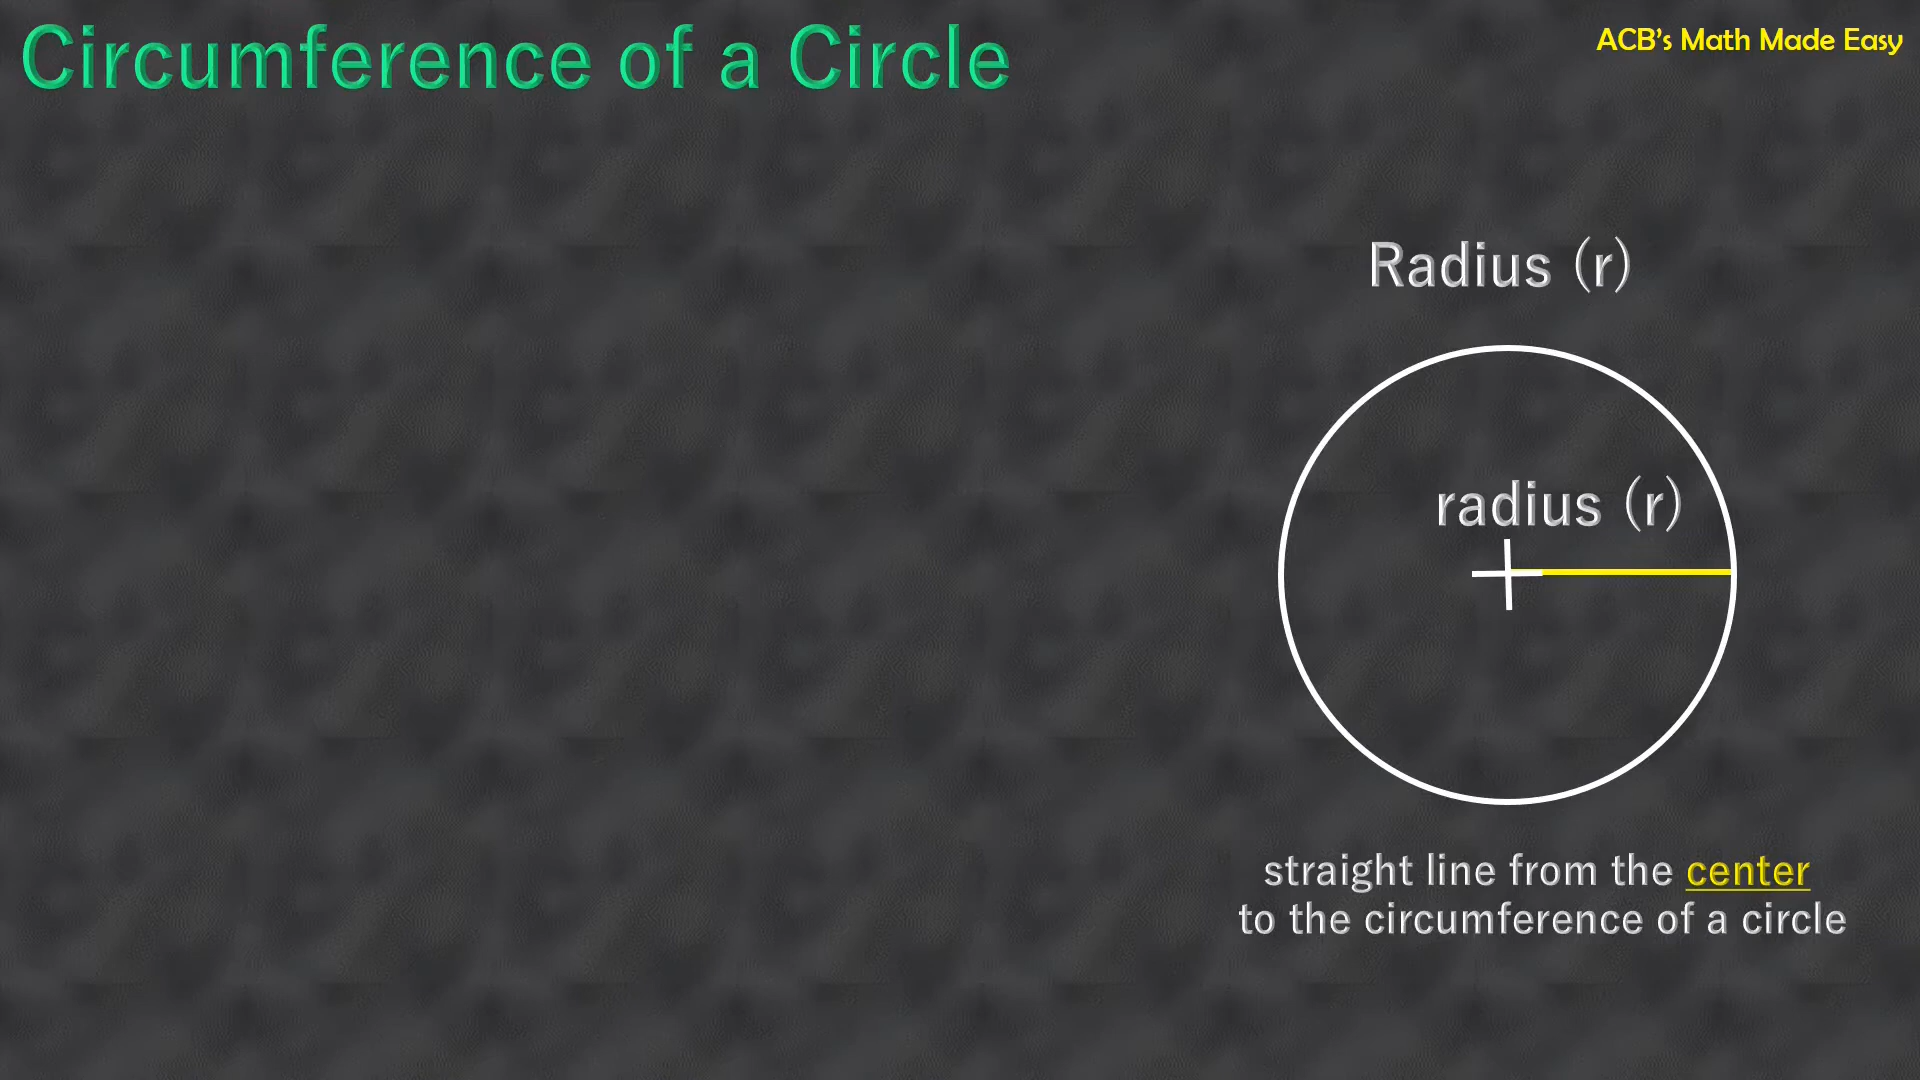 Circumference of a Circle
ACB's Math Made Easy
Radius (r)
radius (r)
straight line from the center
to the circumference of a circle